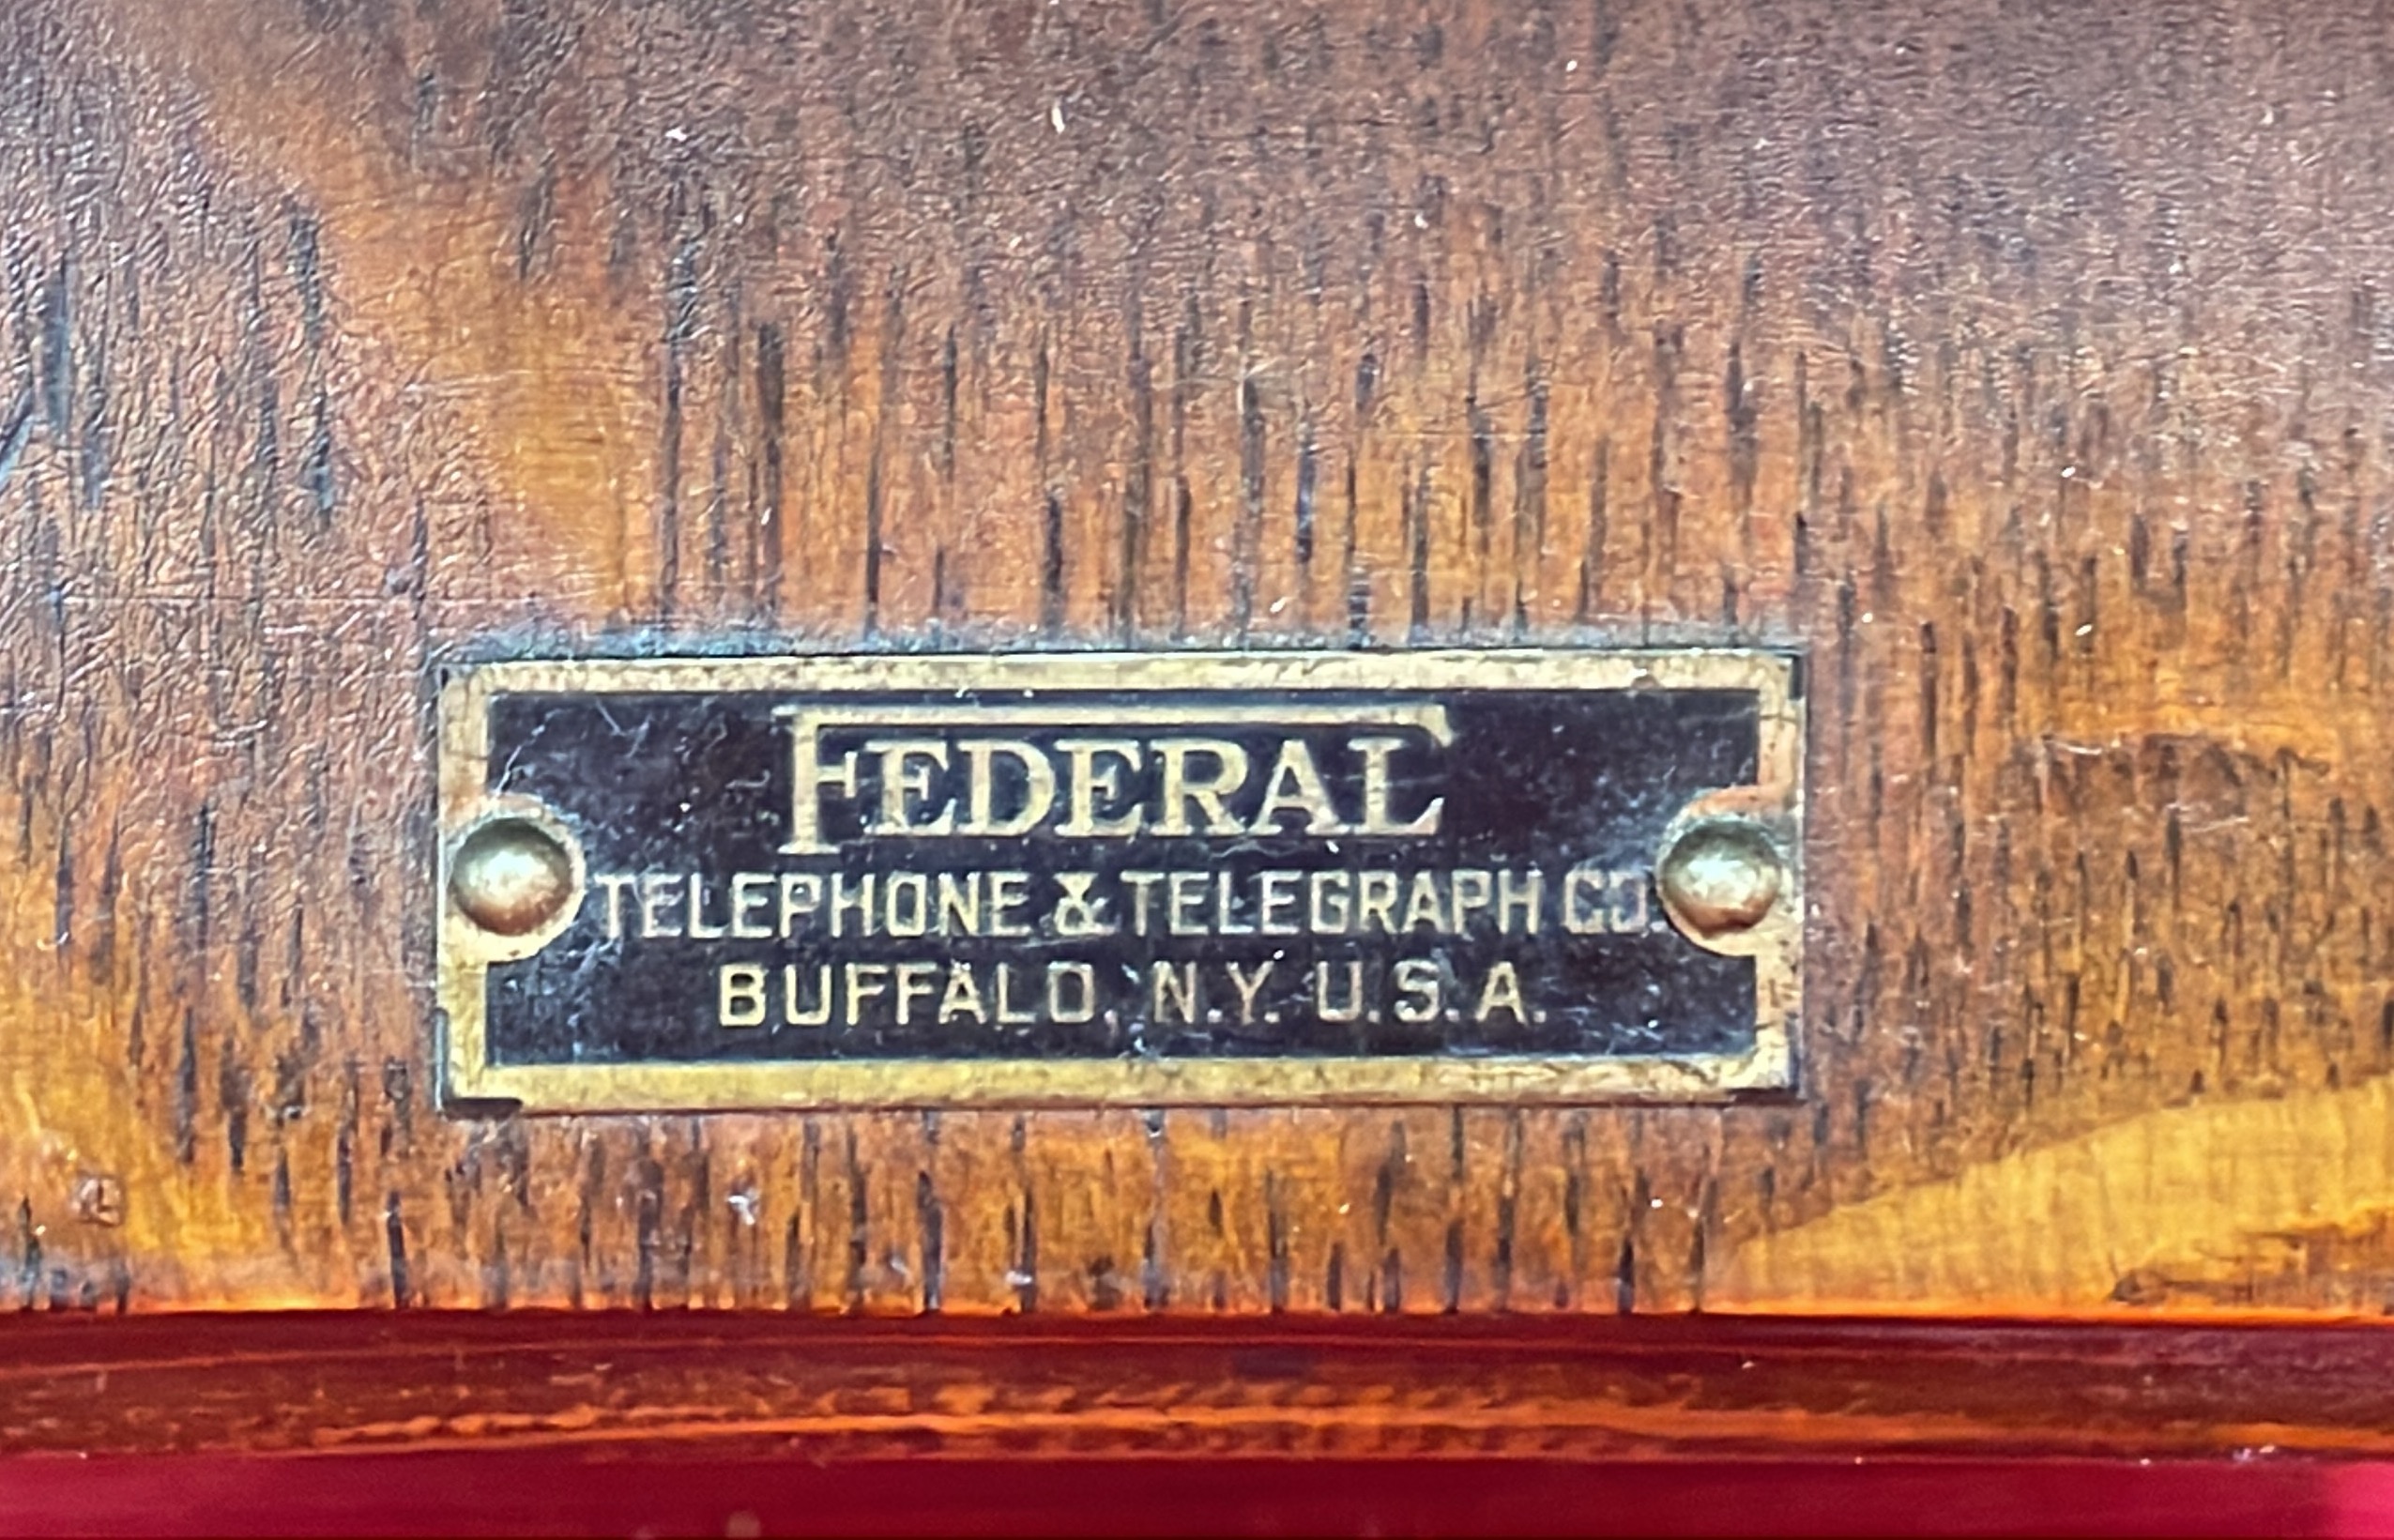 FEDERAL
TELEPHONE & TELEGRAPH CO.
BUFFALO, N.Y. U.S.A.